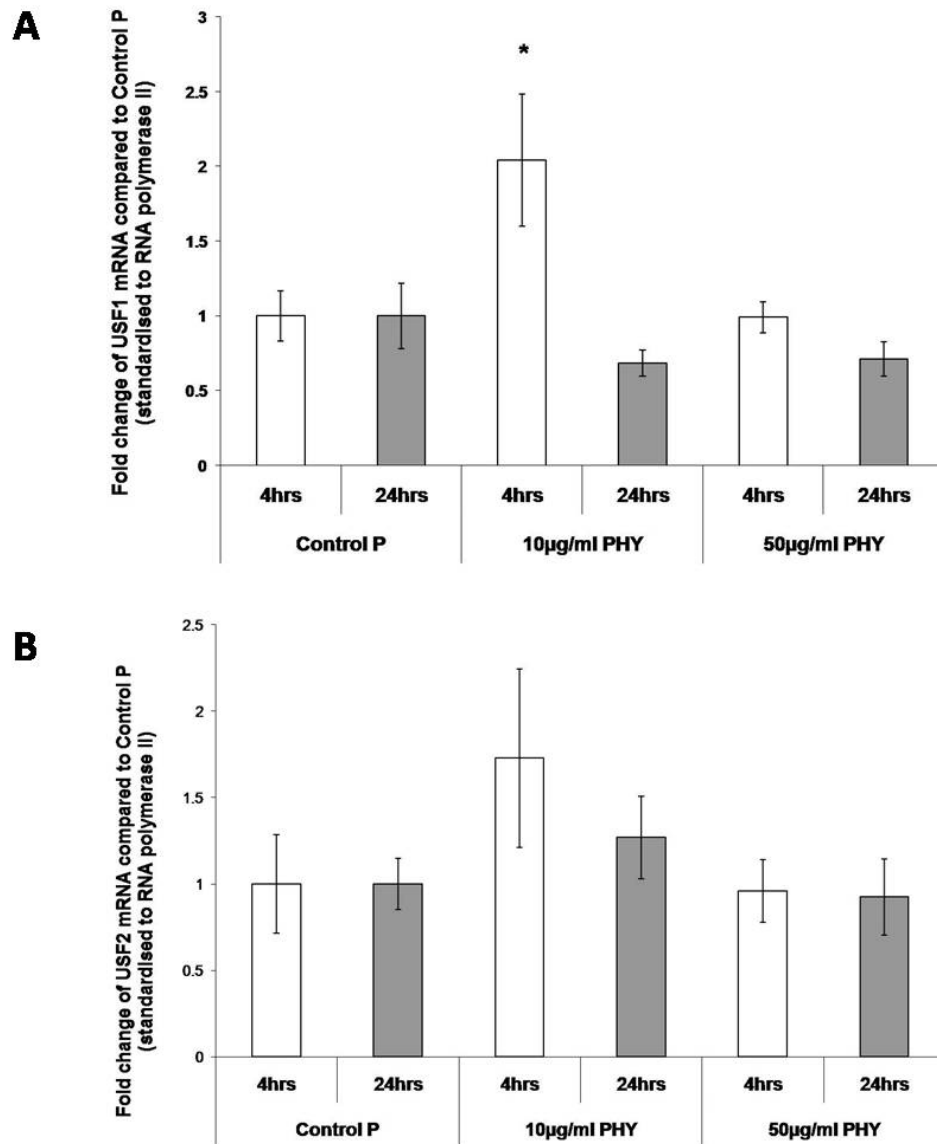 A
Fold change of USF1 mRNA compared to Control P
(standardised to RNA polymerase II)
3
2.5
2
1.5
1
0.5
0
*
4hrs 24hrs 4hrs 24hrs 4hrs 24hrs
Control P 10µg/ml PHY 50µg/ml PHY
B
Fold change of USF2 mRNA compared to Control P
(standardised to RNA polymerase II)
2.5
2
1.5
1
0.5
0
4hrs 24hrs 4hrs 24hrs 4hrs 24hrs
Control P 10µg/ml PHY 50µg/ml PHY